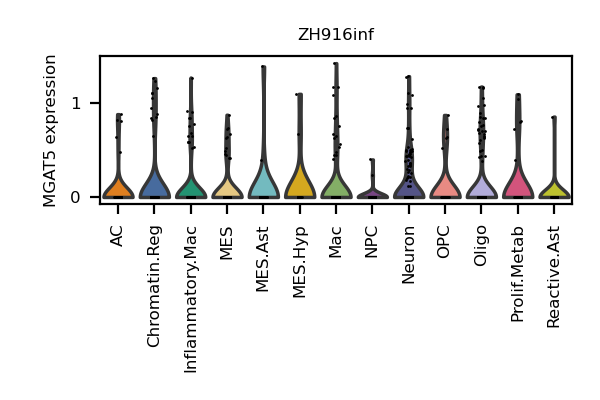 ZH916inf
MGAT5 expression
1
0
AC
Chromatin.Reg
Inflammatory.Mac
MES
MES.Ast
MES.Hyp
Mac
NPC
Neuron
OPC
Oligo
Prolif.Metab
Reactive.Ast